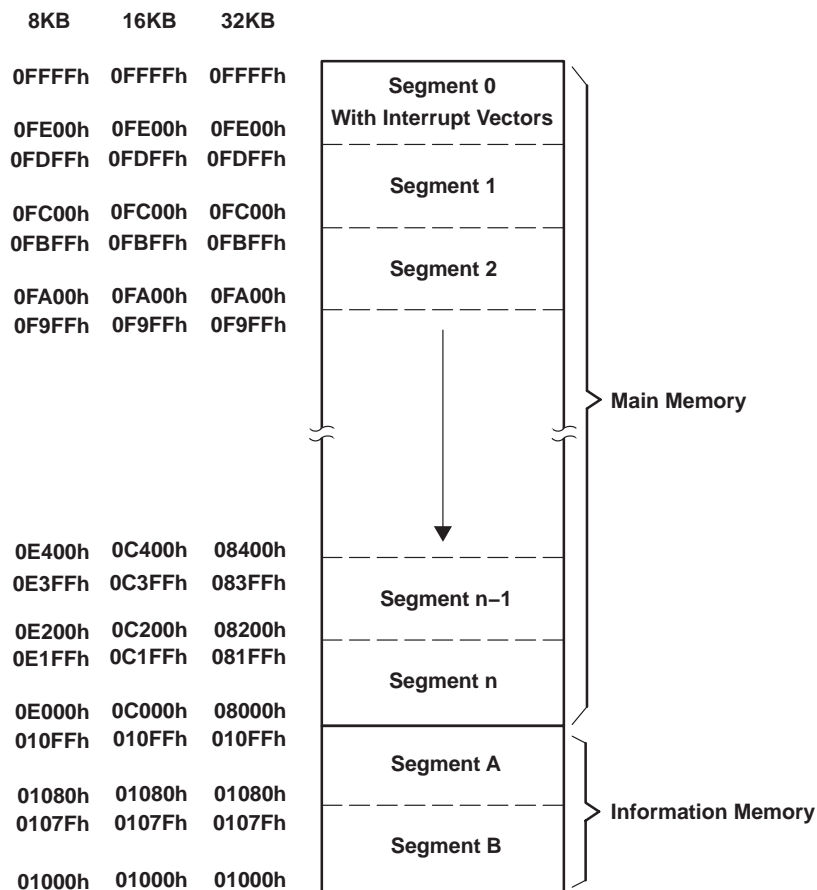 8KB 16KB 32KB
0FFFFh 0FFFFh 0FFFFh
Segment 0
With Interrupt Vectors
0FE00h 0FE00h 0FE00h
0FDFFh 0FDFFh 0FDFFh
Segment 1
0FC00h 0FC00h 0FC00h
0FBFFh 0FBFFh 0FBFFh
Segment 2
0FA00h 0FA00h 0FA00h
0F9FFh 0F9FFh 0F9FFh
Main Memory
0E400h 0C400h 08400h
0E3FFh 0C3FFh 083FFh
Segment n−1
0E200h 0C200h 08200h
0E1FFh 0C1FFh 081FFh
Segment n
0E000h 0C000h 08000h
010FFh 010FFh 010FFh
Segment A
01080h 01080h 01080h
0107Fh 0107Fh 0107Fh
Information Memory
Segment B
01000h 01000h 01000h